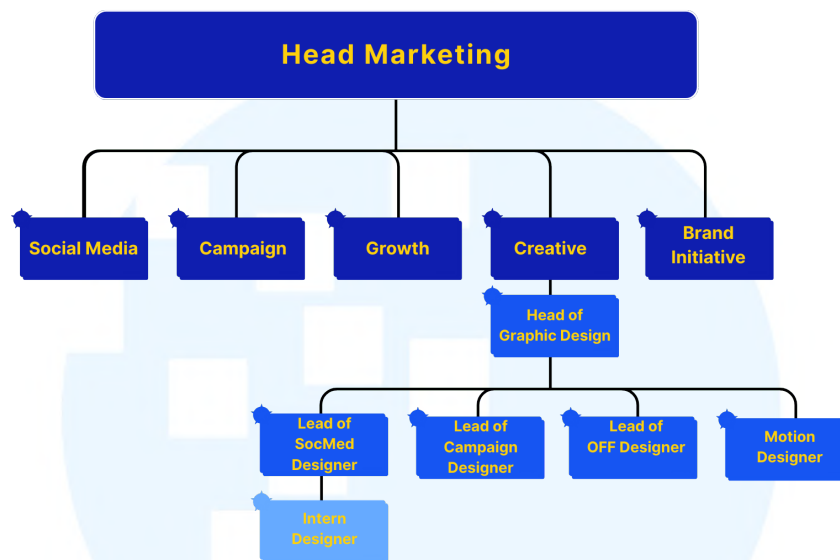 Head Marketing
Social Media
Campaign
Growth
Creative
Brand
Initiative
Head of
Graphic Design
Lead of
SocMed
Designer
Lead of
Campaign
Designer
Lead of
OFF Designer
Motion
Designer
Intern
Designer